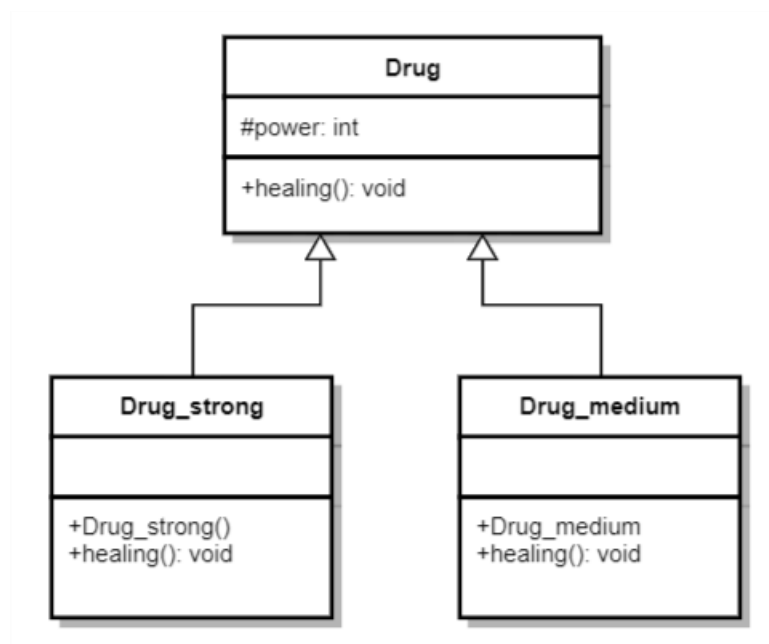 Drug
#power: int
+healing(): void
Drug_strong
+Drug_strong()
+healing(): void
Drug_medium
+Drug_medium
+healing(): void